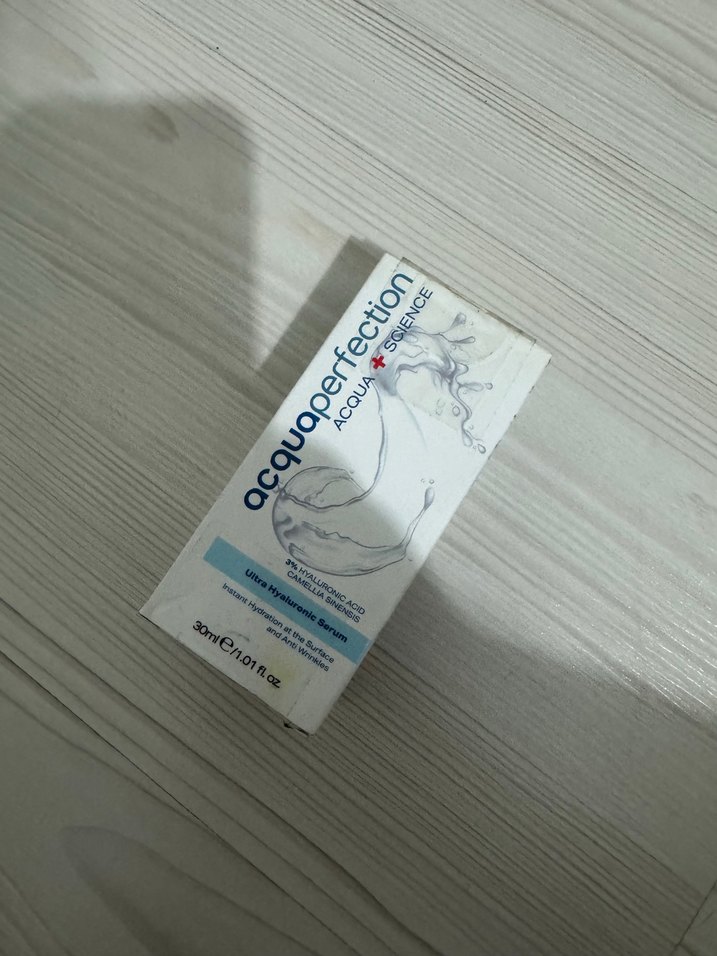 acquaperfection
ACQUA + SCIENCE
3% HYALURONIC ACID
CAMELLIA SINENSIS
Ultra Hyaluronic Serum
Instant Hydration at the Surface
and Anti Wrinkles
30ml ℮/1.01 fl. oz.